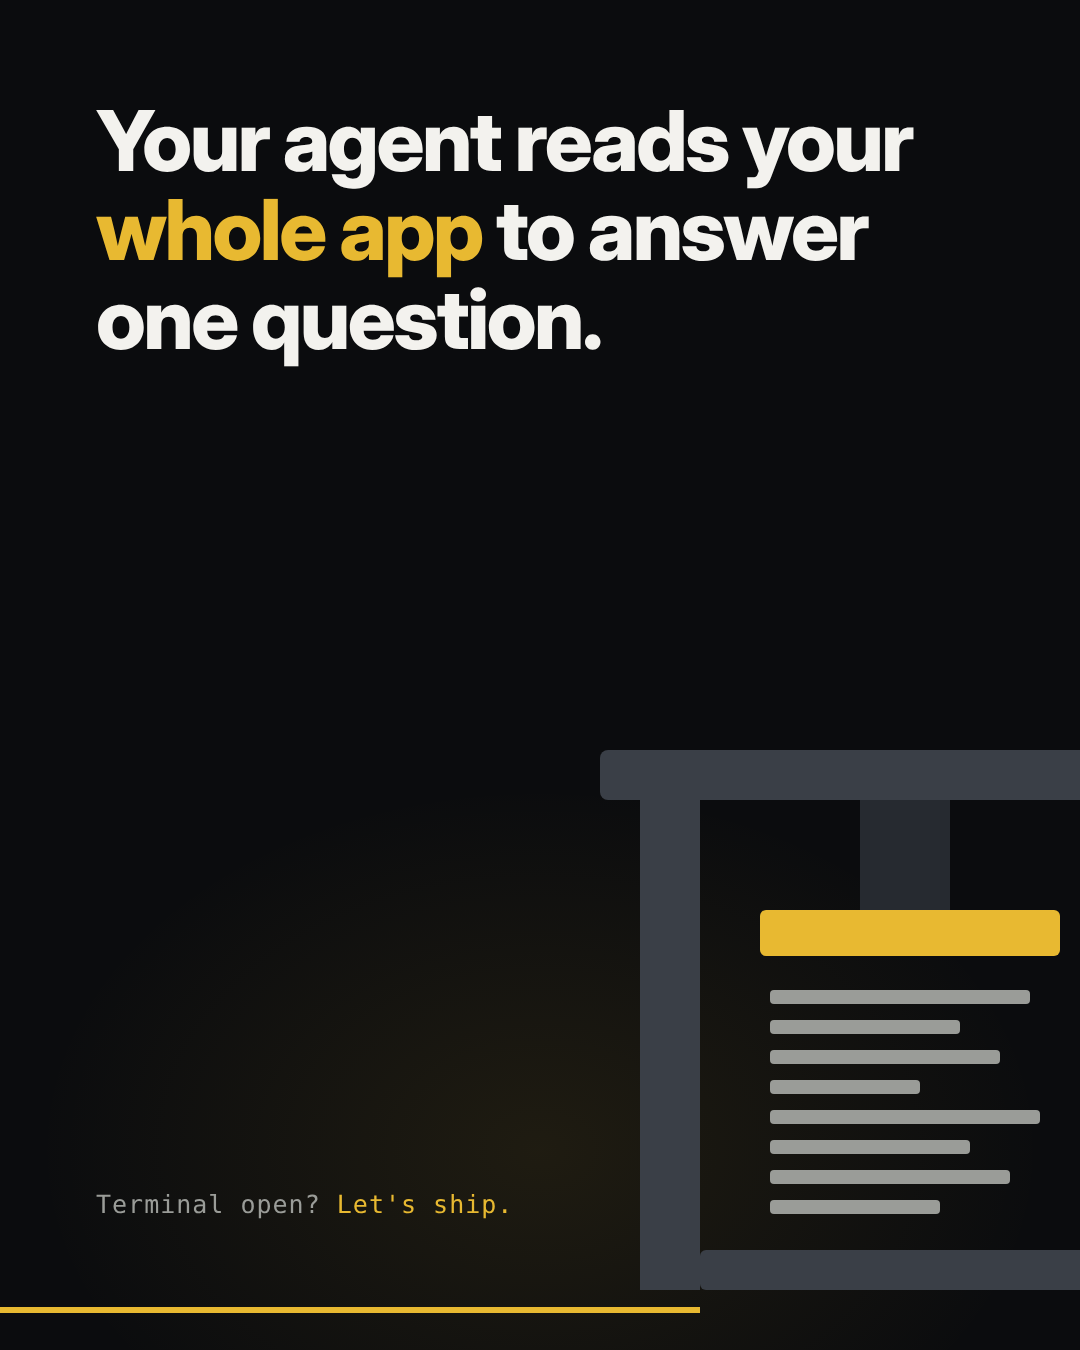 Your agent reads your
whole app to answer
one question.
Terminal open? Let's ship.